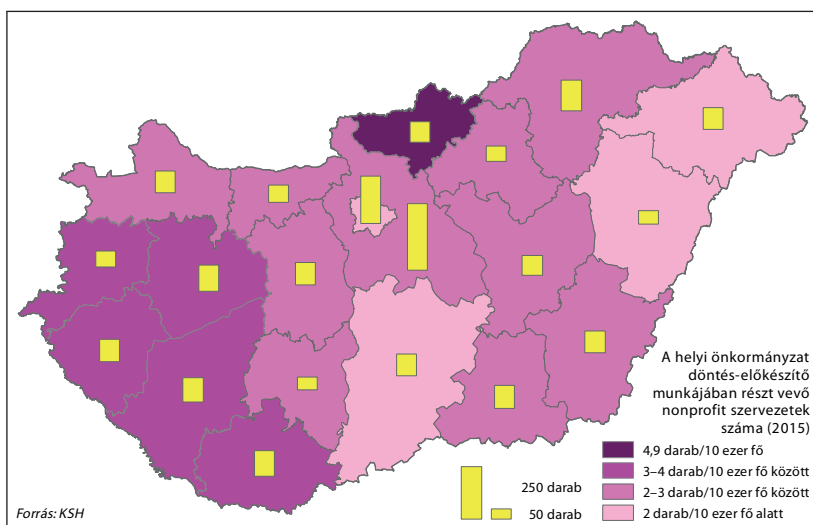 A helyi önkormányzat
döntés-előkészítő
munkájában részt vevő
nonprofit szervezetek
száma (2015)
4,9 darab/10 ezer fő
3–4 darab/10 ezer fő között
2–3 darab/10 ezer fő között
2 darab/10 ezer fő alatt
250 darab
50 darab
Forrás: KSH